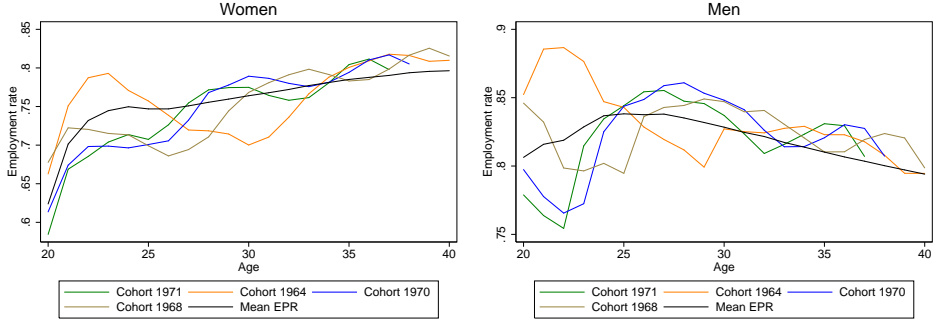 Women
Employment rate
.85
.8
.75
.7
.65
.6
20
25
30
35
40
Age
Cohort 1971
Cohort 1964
Cohort 1970
Cohort 1968
Mean EPR
Men
Employment rate
.9
.85
.8
.75
20
25
30
35
40
Age
Cohort 1971
Cohort 1964
Cohort 1970
Cohort 1968
Mean EPR